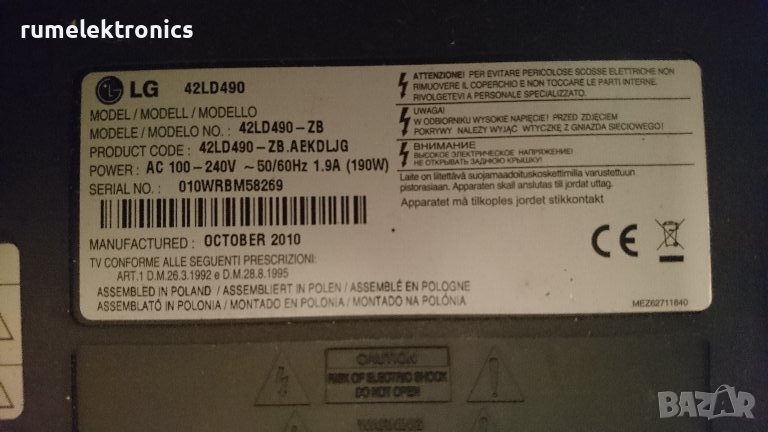 rumelektronics
LG 42LD490
MODEL / MODELL / MODELLO
MODELE / MODELO NO. : 42LD490-ZB
PRODUCT CODE : 42LD490-ZB.AEKDLJG
POWER : AC 100-240V ~ 50/60Hz 1.9A (190W)
SERIAL NO. : 010WRBM58269
MANUFACTURED : OCTOBER 2010
TV CONFORME ALLE SEGUENTI PRESCRIZIONI:
ART.1 D.M.26.3.1992 e D.M.28.8.1995
ASSEMBLED IN POLAND / ASSEMBLIERT IN POLEN / ASSEMBLÉ EN POLOGNE
ASSEMBLATO IN POLONIA / MONTADO EN POLONIA / MONTADO NA POLÓNIA
ATTENZIONE! PER EVITARE PERICOLOSE SCOSSE ELETTRICHE NON
RIMUOVERE IL COPERCHIO E NON TOCCARE LE PARTI INTERNE.
RIVOLGETEVI A PERSONALE SPECIALIZZATO.
UWAGA!
W ODBIORNIKU WYSOKIE NAPIĘCIE! PRZED ZDJĘCIEM
POKRYWY NALEŻY WYJĄĆ WTYCZKĘ Z GNIAZDA SIECIOWEGO!
ВНИМАНИЕ
ВЫСОКОЕ ЭЛЕКТРИЧЕСКОЕ НАПРЯЖЕНИЕ!
НЕ ОТКРЫВАТЬ ЗАДНЮЮ КРЫШКУ!
Laite on liitettävä suojamaadoituskoskettimilla varustettuun
pistorasiaan. Apparaten skall anslutas till jordat uttag.
Apparatet må tilkoples jordet stikkontakt
CE
MEZ62711840
CAUTION
RISK OF ELECTRIC SHOCK
DO NOT OPEN
WARNING
BAZAR